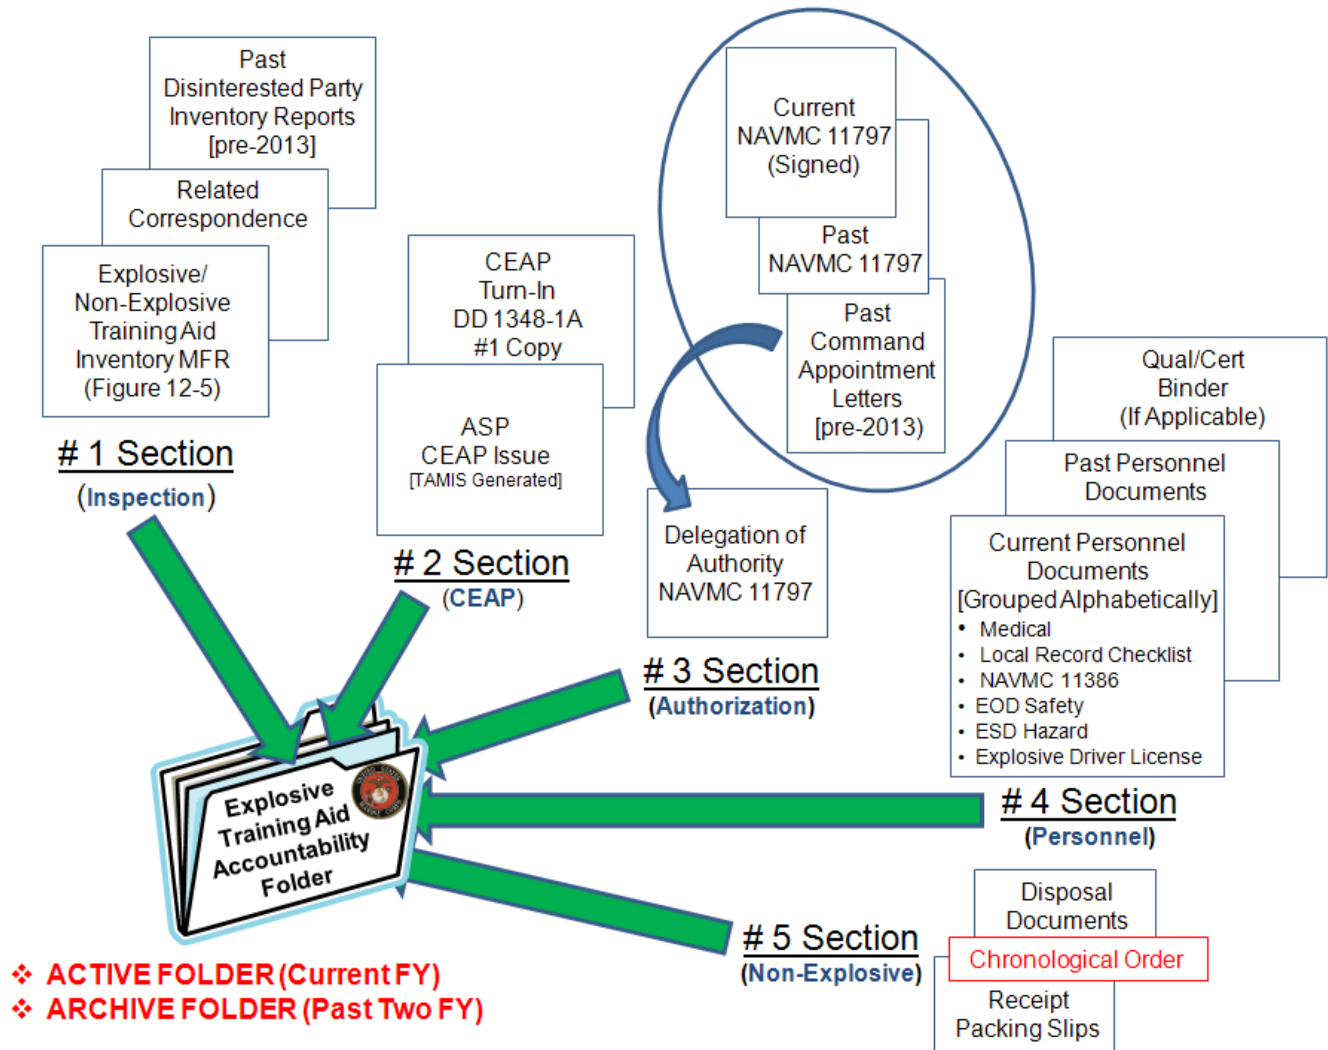 Past
Disinterested Party
Inventory Reports
[pre-2013]
Related
Correspondence
Explosive/
Non-Explosive
Training Aid
Inventory MFR
(Figure 12-5)
# 1 Section
(Inspection)
CEAP
Turn-In
DD 1348-1A
#1 Copy
ASP
CEAP Issue
[TAMIS Generated]
# 2 Section
(CEAP)
Current
NAVMC 11797
(Signed)
Past
NAVMC 11797
Past
Command
Appointment
Letters
[pre-2013)
Delegation of
Authority
NAVMC 11797
# 3 Section
(Authorization)
Qual/Cert
Binder
(If Applicable)
Past Personnel
Documents
Current Personnel
Documents
[Grouped Alphabetically]
• Medical
• Local Record Checklist
• NAVMC 11386
• EOD Safety
• ESD Hazard
• Explosive Driver License
# 4 Section
(Personnel)
Disposal
Documents
Chronological Order
Receipt
Packing Slips
# 5 Section
(Non-Explosive)
Explosive
Training Aid
Accountability
Folder
❖ ACTIVE FOLDER (Current FY)
❖ ARCHIVE FOLDER (Past Two FY)